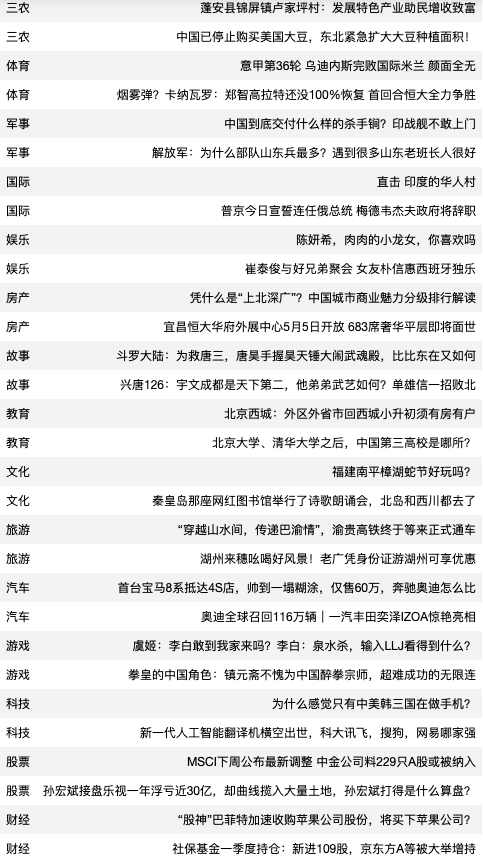 三农 蓬安县锦屏镇卢家坪村：发展特色产业助民增收致富
三农 中国已停止购买美国大豆，东北紧急扩大大豆种植面积！
体育 意甲第36轮 乌迪内斯完败国际米兰 颜面全无
体育 烟雾弹？卡纳瓦罗：郑智高拉特还没100%恢复 首回合恒大全力争胜
军事 中国到底交付什么样的杀手锏？印战舰不敢上门
军事 解放军：为什么部队山东兵最多？遇到很多山东老班长人很好
国际 直击 印度的华人村
国际 普京今日宣誓连任俄总统 梅德韦杰夫政府将辞职
娱乐 陈妍希，肉肉的小龙女，你喜欢吗
娱乐 崔泰俊与好兄弟聚会 女友朴信惠西班牙独乐
房产 凭什么是“上北深广”？中国城市商业魅力分级排行解读
房产 宜昌恒大华府外展中心5月5日开放 683席奢华平层即将面世
故事 斗罗大陆：为救唐三，唐昊手握昊天锤大闹武魂殿，比比东在又如何
故事 兴唐126：宇文成都是天下第二，他弟弟武艺如何？单雄信一招败北
教育 北京西城：外区外省市回西城小升初须有房有户
教育 北京大学、清华大学之后，中国第三高校是哪所？
文化 福建南平樟湖蛇节好玩吗？
文化 秦皇岛那座网红图书馆举行了诗歌朗诵会，北岛和西川都去了
旅游 “穿越山水间，传递巴渝情”，渝贵高铁终于等来正式通车
旅游 湖州来穗吆喝好风景！老广凭身份证游湖州可享优惠
汽车 首台宝马8系抵达4S店，帅到一塌糊涂，仅售60万，奔驰奥迪怎么比
汽车 奥迪全球召回116万辆｜一汽丰田奕泽IZOA惊艳亮相
游戏 虞姬：李白敢到我家来吗？李白：泉水杀，输入LLJ看得到什么？
游戏 拳皇的中国角色：镇元斋不愧为中国醉拳宗师，超难成功的无限连
科技 为什么感觉只有中美韩三国在做手机？
科技 新一代人工智能翻译机横空出世，科大讯飞，搜狗，网易哪家强
股票 MSCI下周公布最新调整 中金公司料229只A股或被纳入
股票 孙宏斌接盘乐视一年浮亏近30亿，却曲线揽入大量土地，孙宏斌打得是什么算盘？
财经 “股神”巴菲特加速收购苹果公司股份，将买下苹果公司？
财经 社保基金一季度持仓：新进109股，京东方A等被大举增持